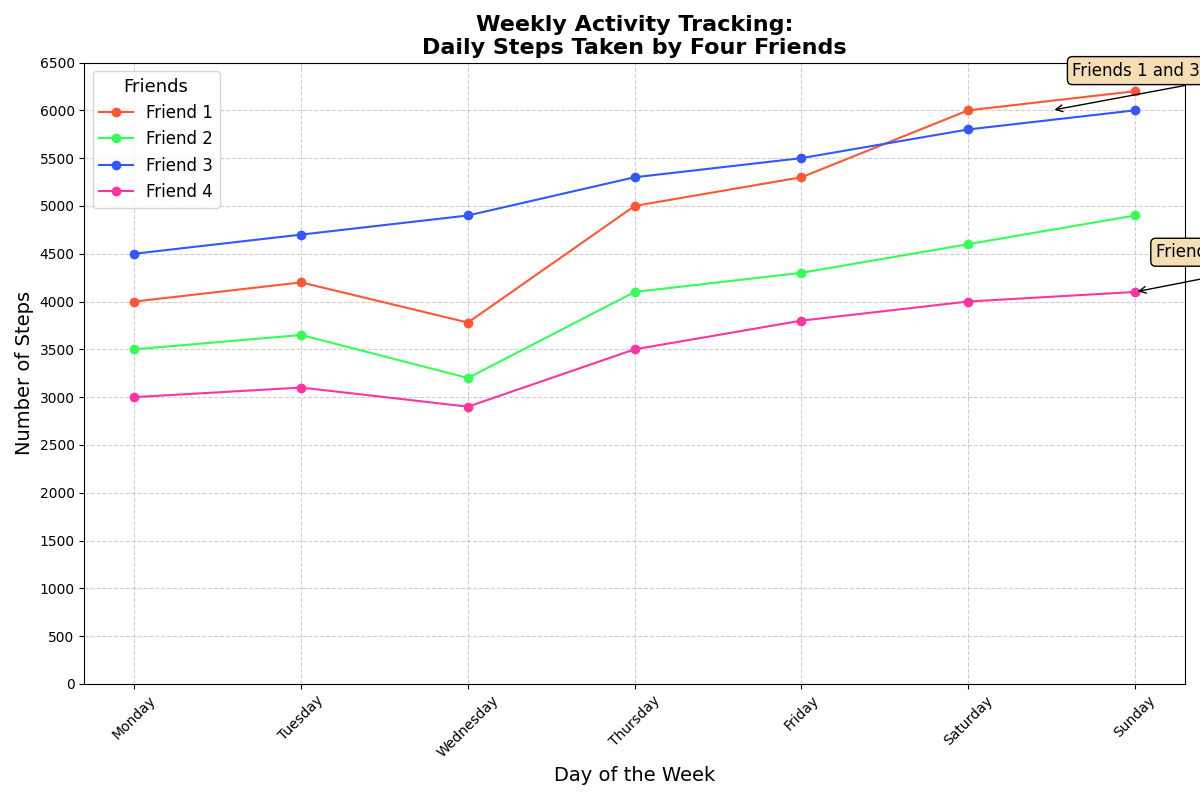 Weekly Activity Tracking:
Daily Steps Taken by Four Friends
Friends 1 and 3
6500
6000
5500
5000
4500
4000
3500
3000
2500
2000
1500
1000
500
0
Friends
Friend 1
Friend 2
Friend 3
Friend 4
Number of Steps
Monday
Tuesday
Wednesday
Thursday
Friday
Saturday
Sunday
Day of the Week